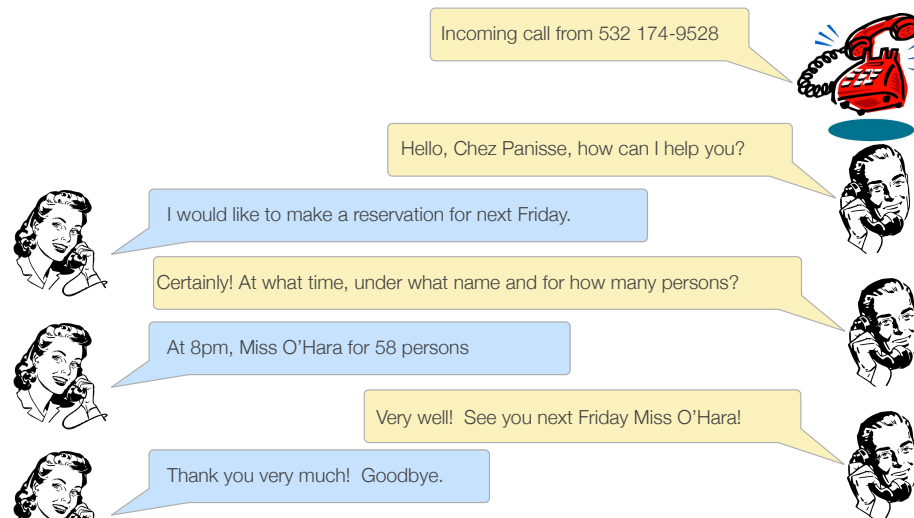 Incoming call from 532 174-9528
Hello, Chez Panisse, how can I help you?
I would like to make a reservation for next Friday.
Certainly! At what time, under what name and for how many persons?
At 8pm, Miss O’Hara for 58 persons
Very well!  See you next Friday Miss O’Hara!
Thank you very much!  Goodbye.